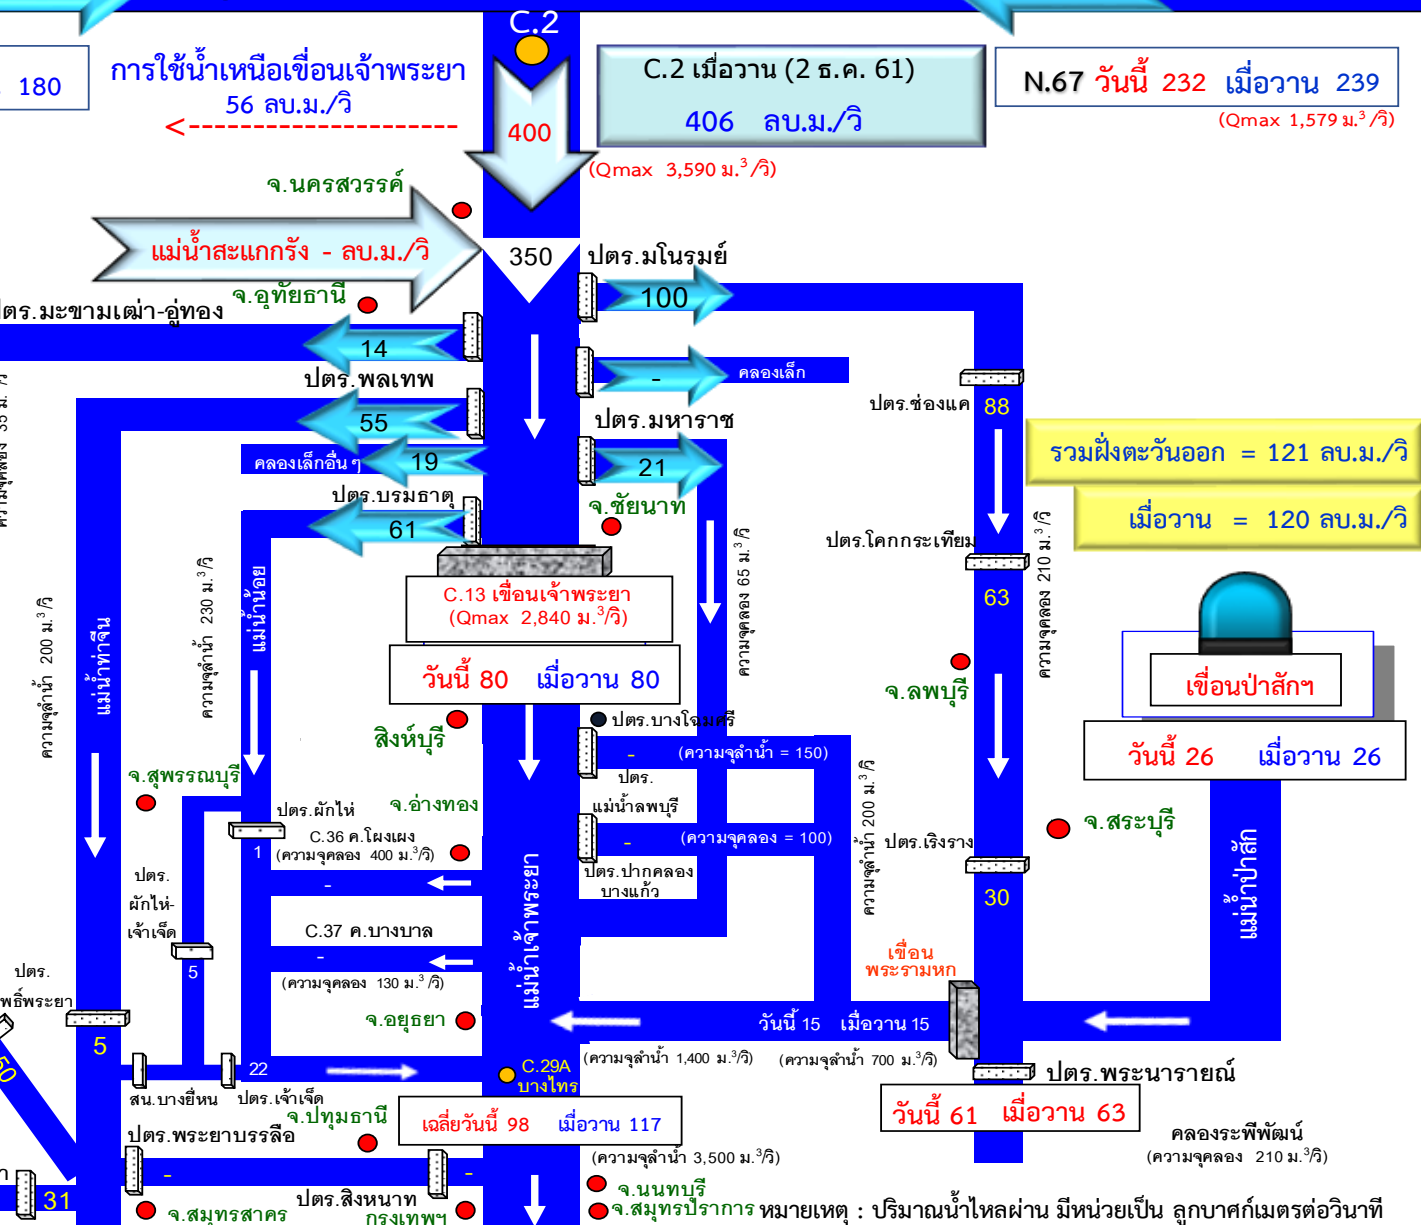 C.2
180
การใช้น้ำเหนือเขื่อนเจ้าพระยา
56 ลบ.ม./วิ
400
C.2 เมื่อวาน (2 ธ.ค. 61)
406 ลบ.ม./วิ
(Qmax 3,590 ม.³/วิ)
N.67 วันนี้ 232 เมื่อวาน 239
(Qmax 1,579 ม.³/วิ)
จ.นครสวรรค์
แม่น้ำสะแกกรัง - ลบ.ม./วิ
350
ปตร.มโนรมย์
100
จ.อุทัยธานี
ปตร.มะขามเฒ่า-อู่ทอง
14
-
คลองเล็ก
ปตร.พลเทพ
55
ปตร.มหาราช
21
ปตร.ช่องแค
88
คลองเล็กอื่น ๆ
19
รวมฝั่งตะวันออก = 121 ลบ.ม./วิ
เมื่อวาน = 120 ลบ.ม./วิ
ปตร.บรมธาตุ
61
จ.ชัยนาท
ปตร.โคกกระเทียม
63
ความจุคลอง 35 ม.³/วิ
ความจุลำน้ำ 200 ม.³/วิ
แม่น้ำท่าจีน
ความจุลำน้ำ 230 ม.³/วิ
แม่น้ำน้อย
C.13 เขื่อนเจ้าพระยา
(Qmax 2,840 ม.³/วิ)
วันนี้ 80 เมื่อวาน 80
ความจุคลอง 65 ม.³/วิ
ความจุคลอง 210 ม.³/วิ
เขื่อนป่าสักฯ
วันนี้ 26 เมื่อวาน 26
จ.ลพบุรี
สิงห์บุรี
ปตร.บางโฉมศรี
-
(ความจุลำน้ำ = 150)
ปตร.
แม่น้ำลพบุรี
จ.สุพรรณบุรี
จ.อ่างทอง
ปตร.ผักไห่
1
C.36 ค.โผงเผง
(ความจุคลอง 400 ม.³/วิ)
-
-
(ความจุคลอง = 100)
ปตร.ปากคลอง
บางแก้ว
ความจุลำน้ำ 200 ม.³/วิ
ปตร.เริงราง
30
จ.สระบุรี
แม่น้ำป่าสัก
ปตร.
ผักไห่-
เจ้าเจ็ด
5
C.37 ค.บางบาล
-
(ความจุคลอง 130 ม.³/วิ)
แม่น้ำเจ้าพระยา
เขื่อน
พระรามหก
ปตร.
พธิ์พระยา
5
50
จ.อยุธยา
วันนี้ 15 เมื่อวาน 15
(ความจุลำน้ำ 1,400 ม.³/วิ)
(ความจุลำน้ำ 700 ม.³/วิ)
22
C.29A
บางไทร
ปตร.พระนารายณ์
สน.บางยี่หน
ปตร.เจ้าเจ็ด
จ.ปทุมธานี
เฉลี่ยวันนี้ 98 เมื่อวาน 117
วันนี้ 61 เมื่อวาน 63
ปตร.พระยาบรรลือ
-
-
(ความจุลำน้ำ 3,500 ม.³/วิ)
คลองระพีพัฒน์
(ความจุคลอง 210 ม.³/วิ)
31
ปตร.สิงหนาท
จ.นนทบุรี
จ.สมุทรสาคร
กรุงเทพฯ
จ.สมุทรปราการ
หมายเหตุ : ปริมาณน้ำไหลผ่าน มีหน่วยเป็น ลูกบาศก์เมตรต่อวินาที